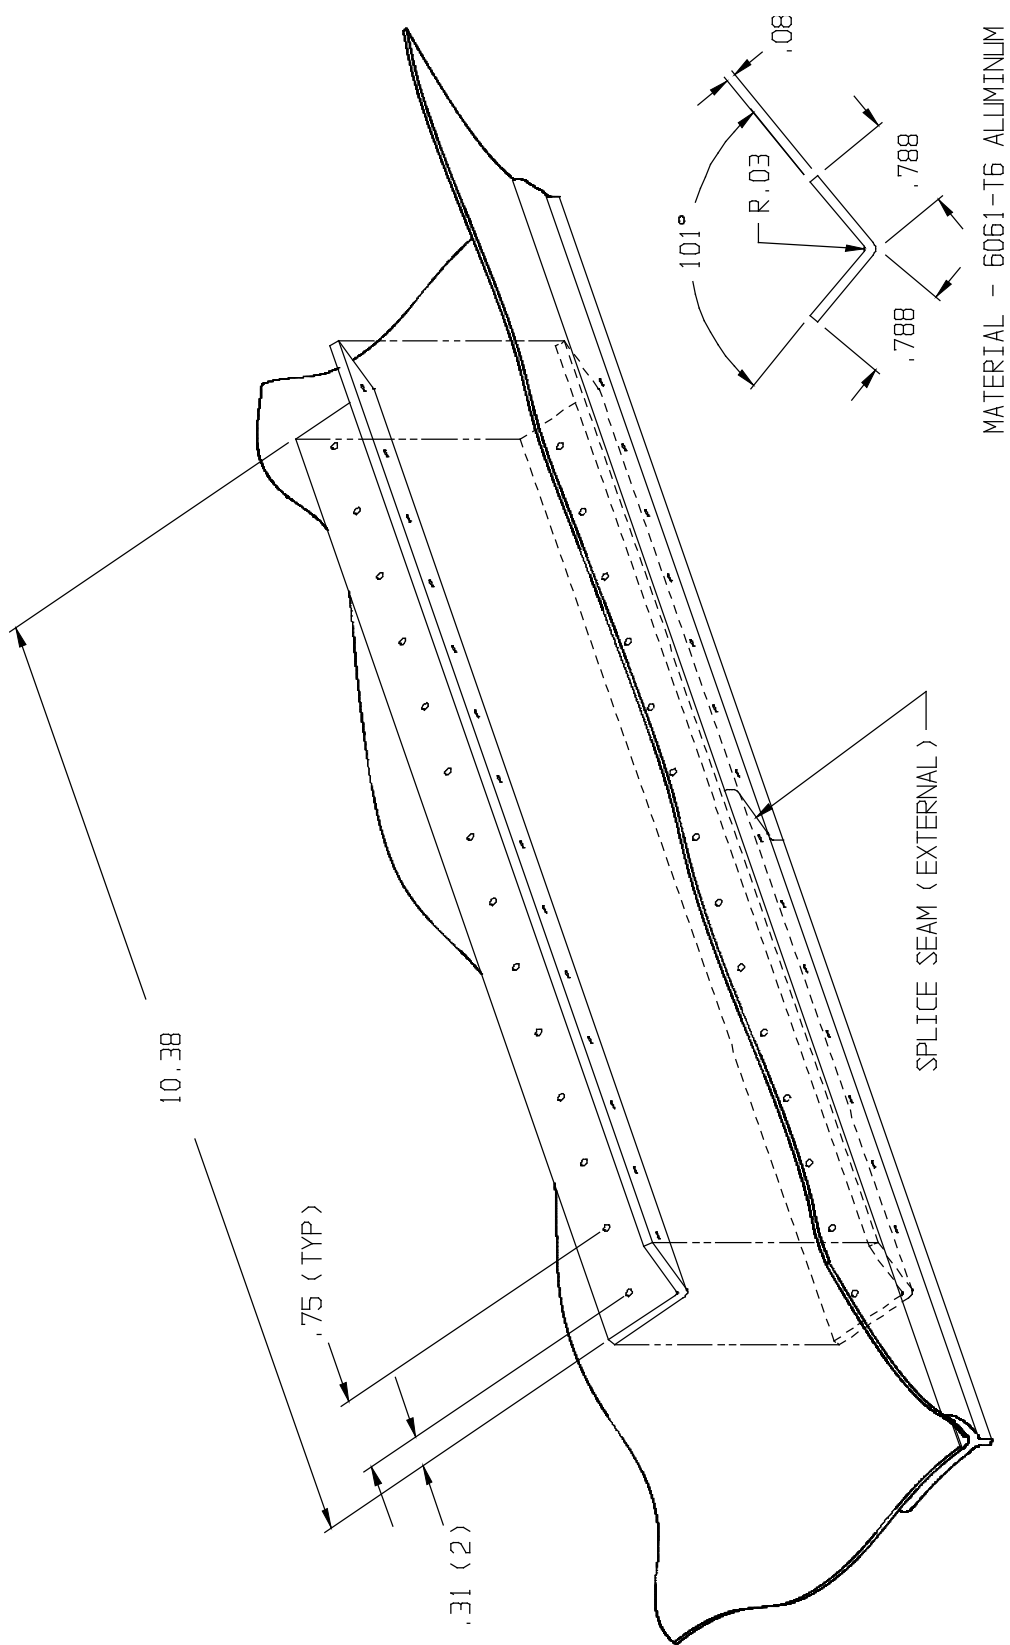 10.38
.75 (TYP)
.31 (2)
SPLICE SEAM (EXTERNAL)
.08
101°
R.03
.788
.788
MATERIAL - 6061-T6 ALUMINUM